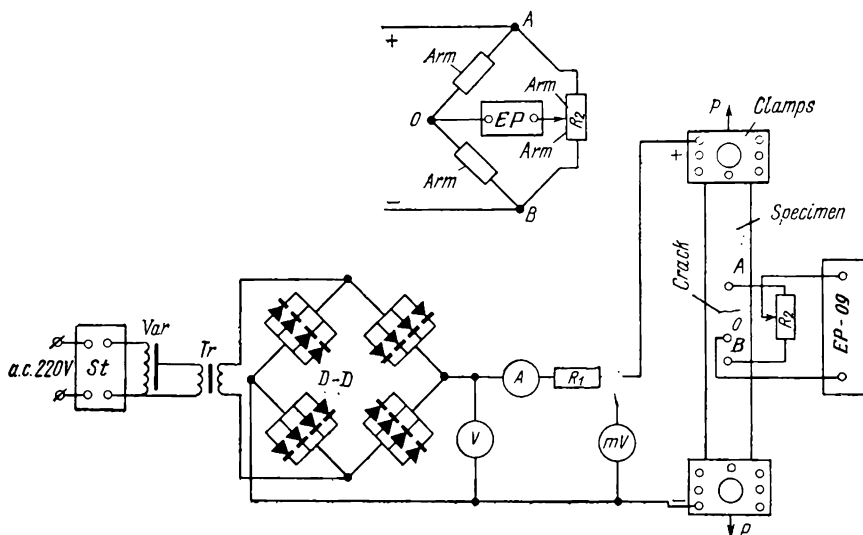 A
+
Arm
Arm
O
EP
R₂
Arm
Arm
−
B
P
Clamps
+
Specimen
Crack
A
O
B
R₂
EP-09
Var
Tr
a.c. 220V
St
D-D
A
R₁
V
mV
−
P